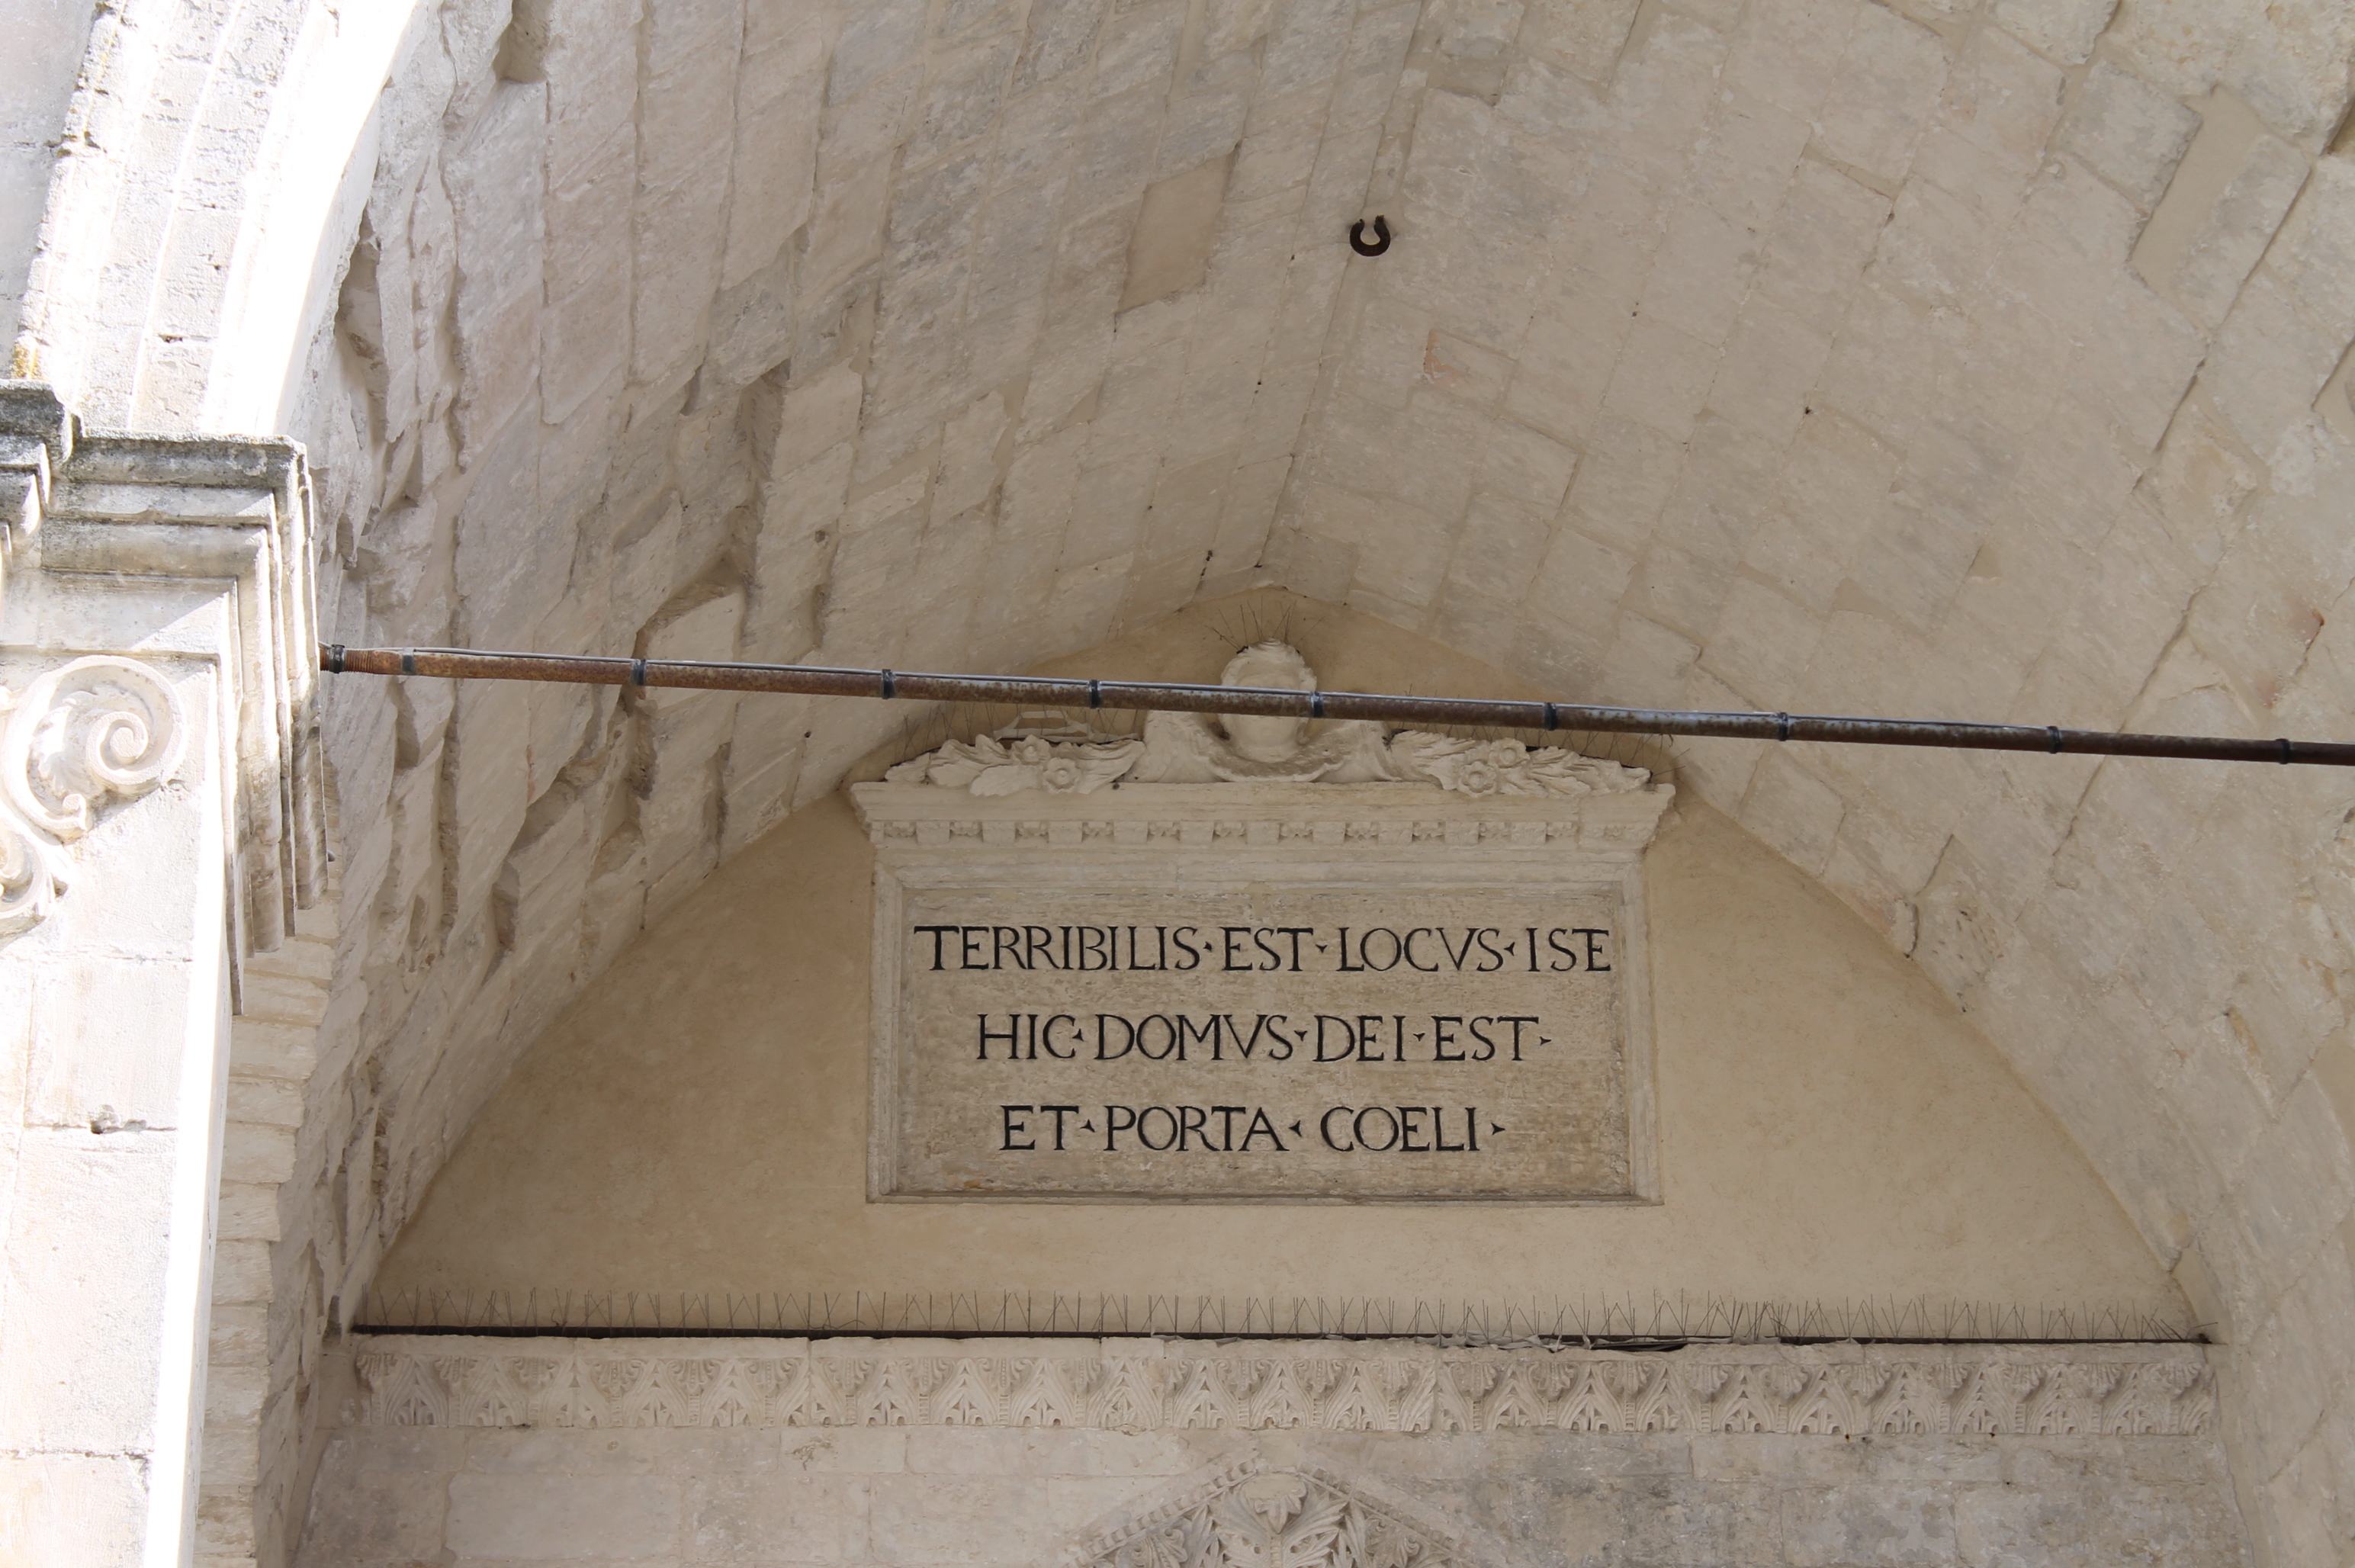 TERRIBILIS·EST·LOCVS·ISE
HIC·DOMVS·DEI·EST·
ET·PORTA·COELI·